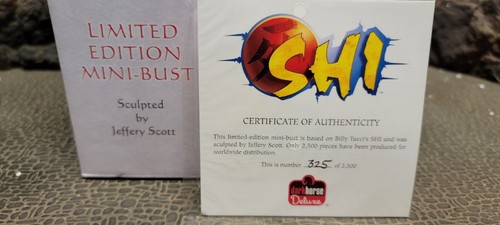 LIMITED
EDITION
MINI-BUST
Sculpted
by
Jeffery Scott
SHI
CERTIFICATE OF AUTHENTICITY
This limited edition mini-bust is based on Billy Tucci's SHI and was
sculpted by Jeffery Scott. Only 2,500 pieces have been produced for
worldwide distribution.
This is number 325 of 2,500
dark horse
Deluxe